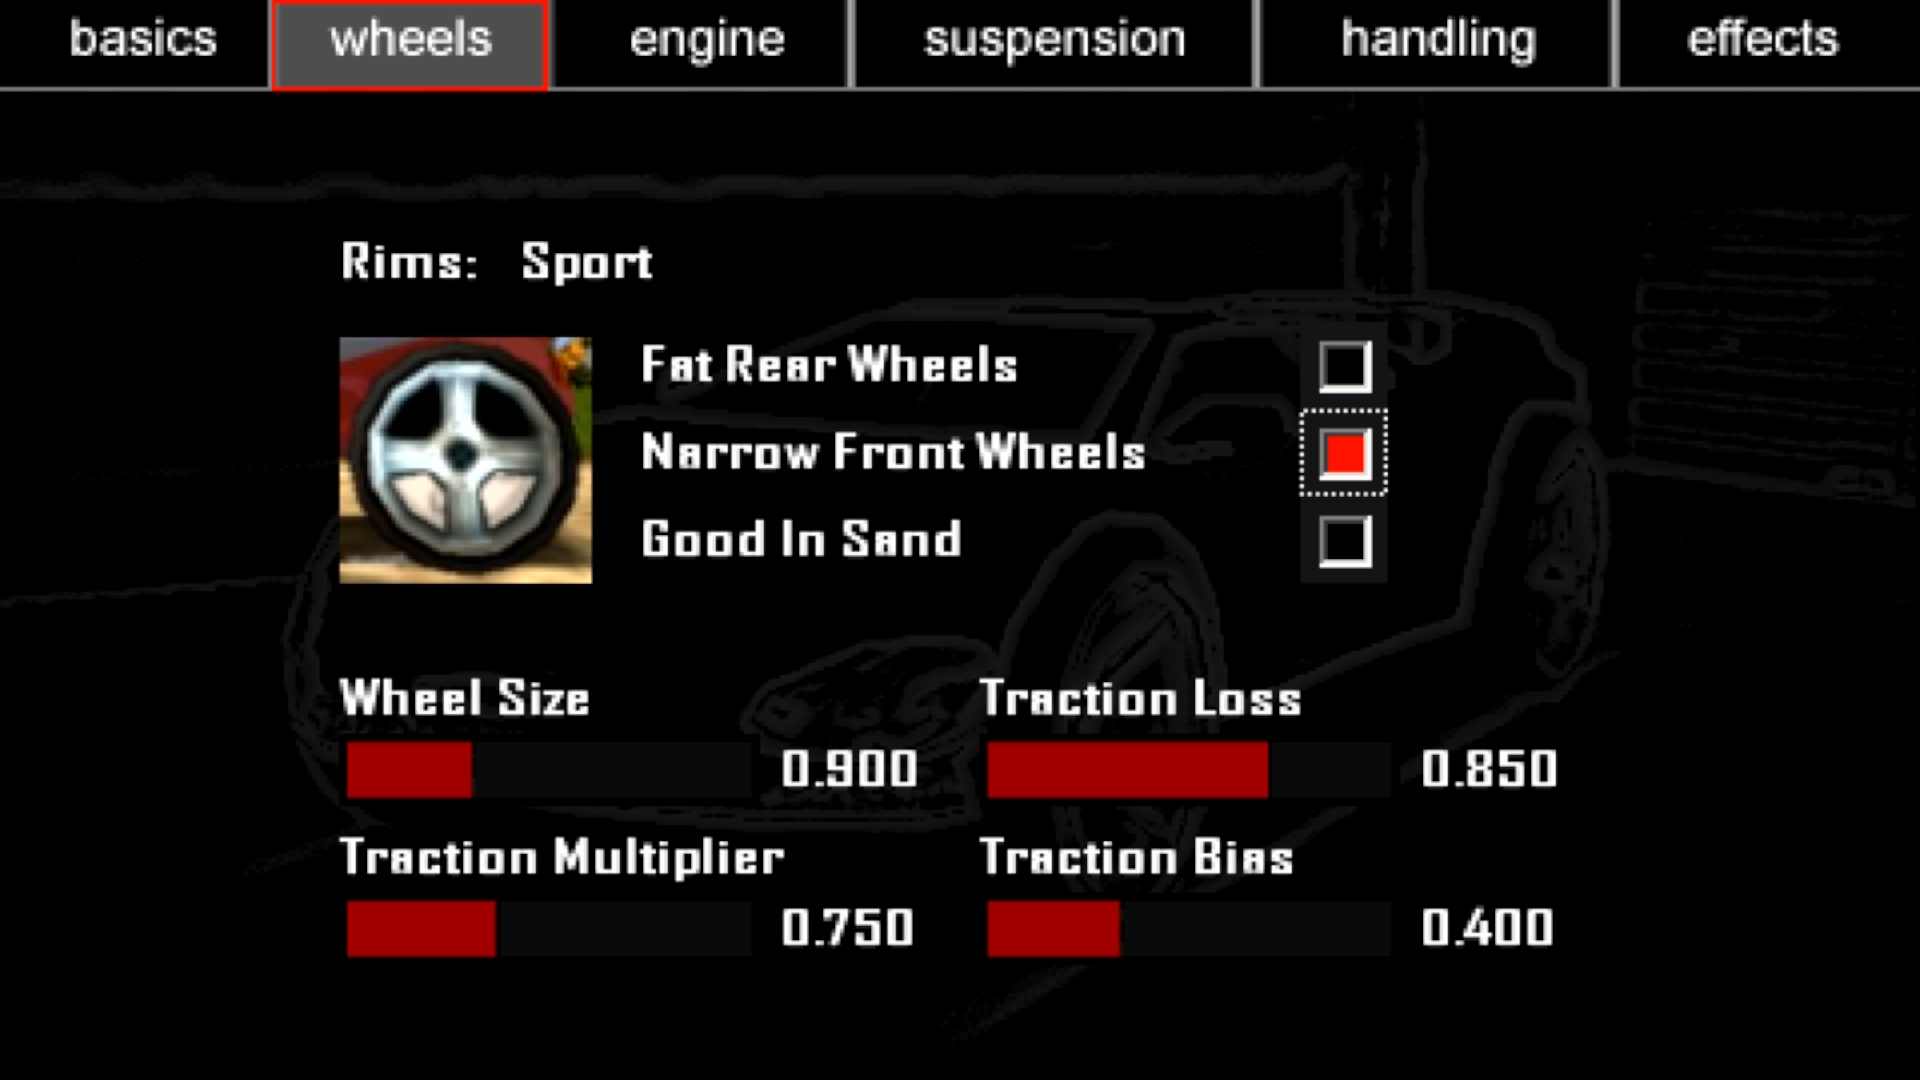 basics wheels engine suspension handling effects
Rims: Sport
Fat Rear Wheels
Narrow Front Wheels
Good In Sand
Wheel Size Traction Loss
0.900 0.850
Traction Multiplier Traction Bias
0.750 0.400